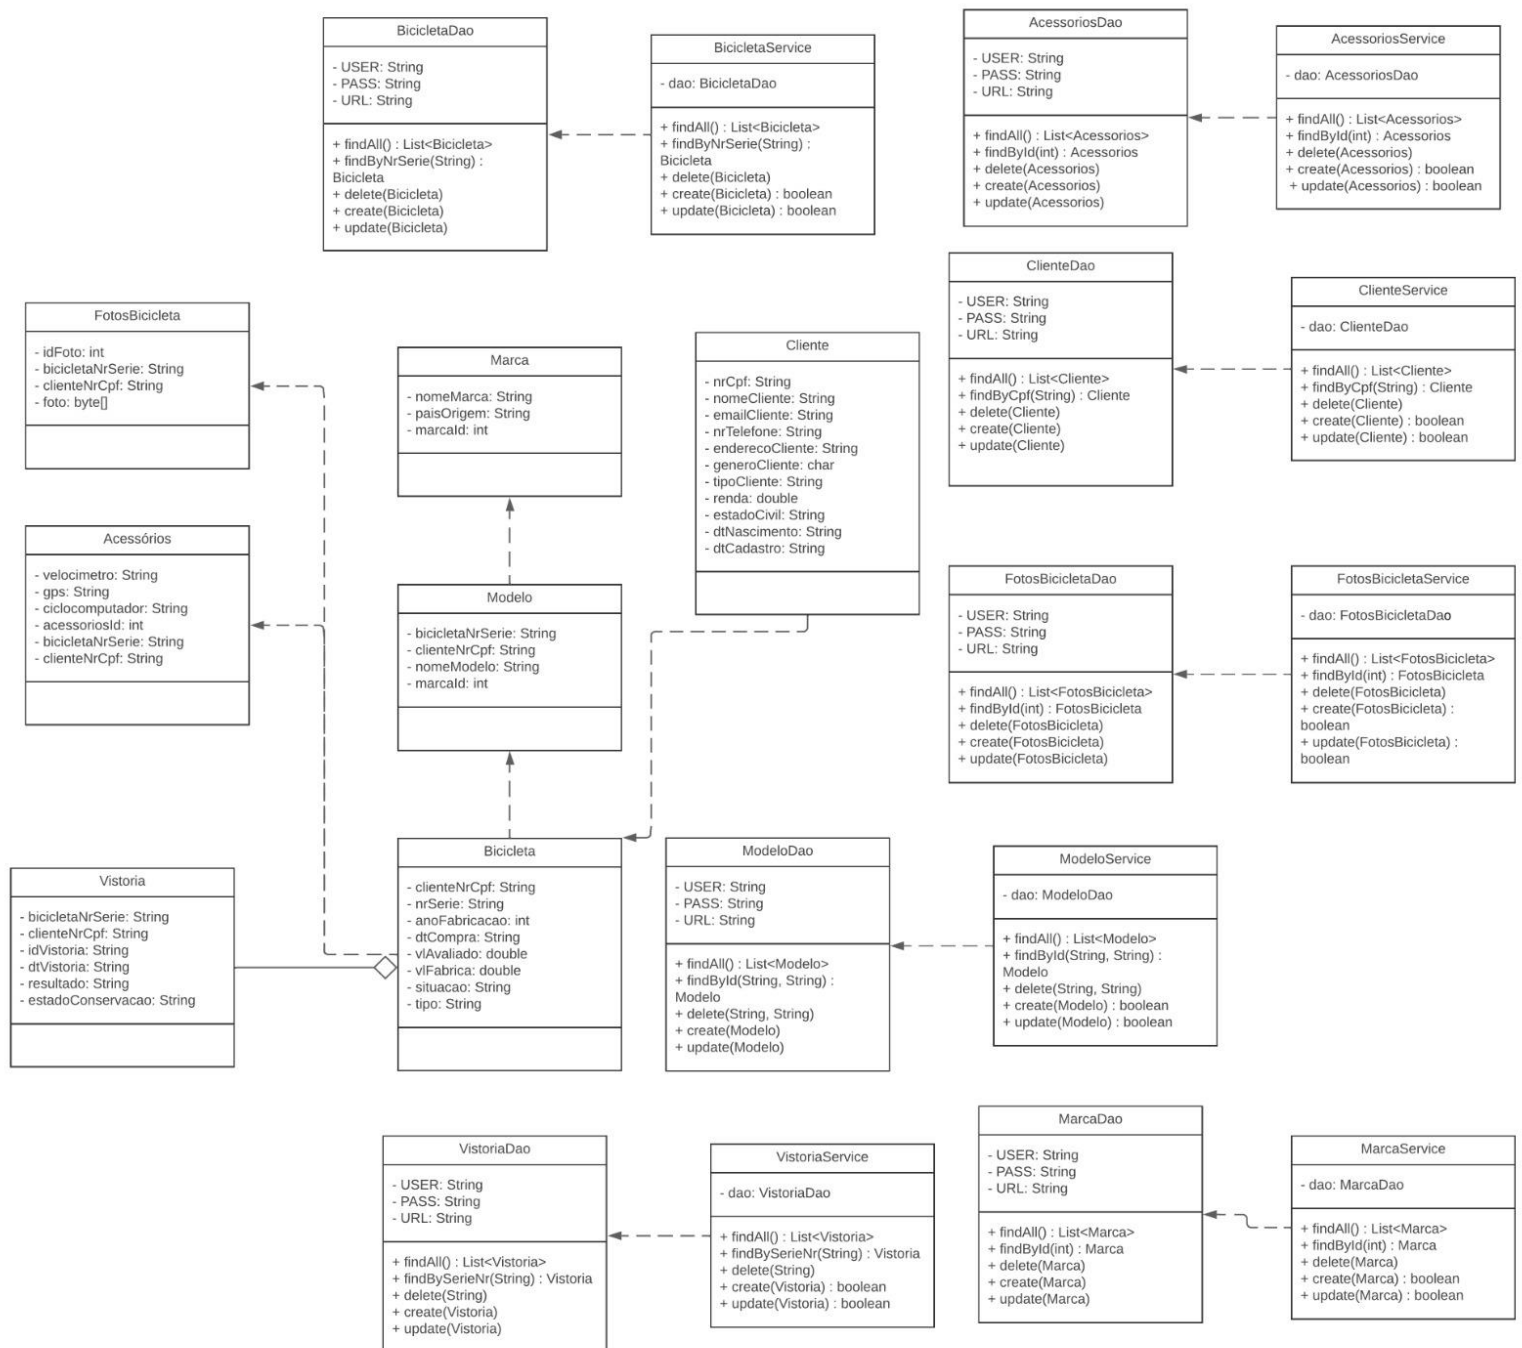 BicicletaDao
- USER: String
- PASS: String
- URL: String
+ findAll() : List<Bicicleta>
+ findByNrSerie(String) :
Bicicleta
+ delete(Bicicleta)
+ create(Bicicleta)
+ update(Bicicleta)
BicicletaService
- dao: BicicletaDao
+ findAll() : List<Bicicleta>
+ findByNrSerie(String) :
Bicicleta
+ delete(Bicicleta)
+ create(Bicicleta) : boolean
+ update(Bicicleta) : boolean
AcessoriosDao
- USER: String
- PASS: String
- URL: String
+ findAll() : List<Acessorios>
+ findById(int) : Acessorios
+ delete(Acessorios)
+ create(Acessorios)
+ update(Acessorios)
AcessoriosService
- dao: AcessoriosDao
+ findAll() : List<Acessorios>
+ findById(int) : Acessorios
+ delete(Acessorios)
+ create(Acessorios) : boolean
+ update(Acessorios) : boolean
FotosBicicleta
- idFoto: int
- bicicletaNrSerie: String
- clienteNrCpf: String
- foto: byte[]
Marca
- nomeMarca: String
- paisOrigem: String
- marcaId: int
Cliente
- nrCpf: String
- nomeCliente: String
- emailCliente: String
- nrTelefone: String
- enderecoCliente: String
- generoCliente: char
- tipoCliente: String
- renda: double
- estadoCivil: String
- dtNascimento: String
- dtCadastro: String
ClienteDao
- USER: String
- PASS: String
- URL: String
+ findAll() : List<Cliente>
+ findByCpf(String) : Cliente
+ delete(Cliente)
+ create(Cliente)
+ update(Cliente)
ClienteService
- dao: ClienteDao
+ findAll() : List<Cliente>
+ findByCpf(String) : Cliente
+ delete(Cliente)
+ create(Cliente) : boolean
+ update(Cliente) : boolean
Acessórios
- velocimetro: String
- gps: String
- ciclocomputador: String
- acessoriosId: int
- bicicletaNrSerie: String
- clienteNrCpf: String
Modelo
- bicicletaNrSerie: String
- clienteNrCpf: String
- nomeModelo: String
- marcaId: int
FotosBicicletaDao
- USER: String
- PASS: String
- URL: String
+ findAll() : List<FotosBicicleta>
+ findById(int) : FotosBicicleta
+ delete(FotosBicicleta)
+ create(FotosBicicleta)
+ update(FotosBicicleta)
FotosBicicletaService
- dao: FotosBicicletaDao
+ findAll() : List<FotosBicicleta>
+ findById(int) : FotosBicicleta
+ delete(FotosBicicleta)
+ create(FotosBicicleta) :
boolean
+ update(FotosBicicleta) :
boolean
Vistoria
- bicicletaNrSerie: String
- clienteNrCpf: String
- idVistoria: String
- dtVistoria: String
- resultado: String
- estadoConservacao: String
Bicicleta
- clienteNrCpf: String
- nrSerie: String
- anoFabricacao: int
- dtCompra: String
- vlAvaliado: double
- vlFabrica: double
- situacao: String
- tipo: String
ModeloDao
- USER: String
- PASS: String
- URL: String
+ findAll() : List<Modelo>
+ findById(String, String) :
Modelo
+ delete(String, String)
+ create(Modelo)
+ update(Modelo)
ModeloService
- dao: ModeloDao
+ findAll() : List<Modelo>
+ findById(String, String) :
Modelo
+ delete(String, String)
+ create(Modelo) : boolean
+ update(Modelo) : boolean
VistoriaDao
- USER: String
- PASS: String
- URL: String
+ findAll() : List<Vistoria>
+ findBySerieNr(String) : Vistoria
+ delete(String)
+ create(Vistoria)
+ update(Vistoria)
VistoriaService
- dao: VistoriaDao
+ findAll() : List<Vistoria>
+ findBySerieNr(String) : Vistoria
+ delete(String)
+ create(Vistoria) : boolean
+ update(Vistoria) : boolean
MarcaDao
- USER: String
- PASS: String
- URL: String
+ findAll() : List<Marca>
+ findById(int) : Marca
+ delete(Marca)
+ create(Marca)
+ update(Marca)
MarcaService
- dao: MarcaDao
+ findAll() : List<Marca>
+ findById(int) : Marca
+ delete(Marca)
+ create(Marca) : boolean
+ update(Marca) : boolean